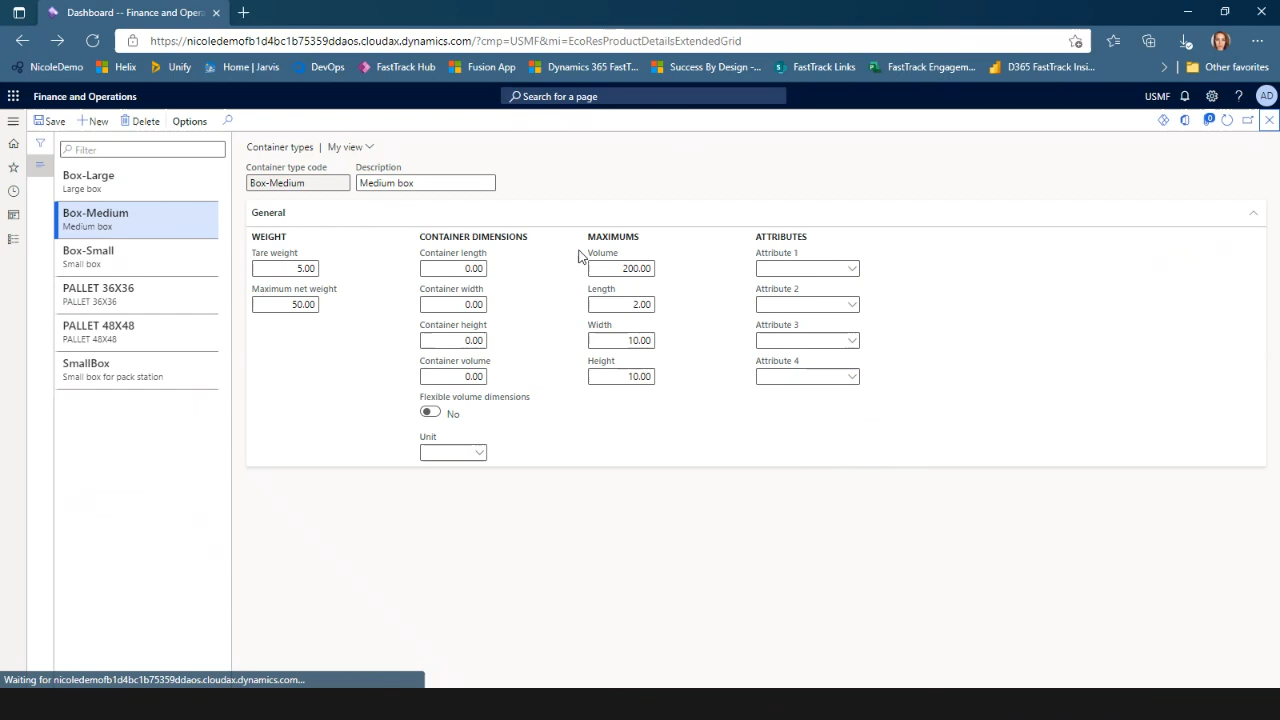 Dashboard -- Finance and Opera
https://nicoledemofb1d4bc1b75359ddaos.cloudax.dynamics.com/?cmp=USMF&mi=EcoResProductDetailsExtendedGrid
NicoleDemo Helix Unify Home | Jarvis DevOps FastTrack Hub Fusion App Dynamics 365 FastT... Success By Design -... FastTrack Links FastTrack Engagem... D365 FastTrack Insi... Other favorites
Finance and Operations Search for a page USMF ? AD
Save New Delete Options
Filter
Box-Large
Large box
Box-Medium
Medium box
Box-Small
Small box
PALLET 36X36
PALLET 36X36
PALLET 48X48
PALLET 48X48
SmallBox
Small box for pack station
Container types | My view
Container type code Description
Box-Medium Medium box
General
WEIGHT
Tare weight
5.00
Maximum net weight
50.00
CONTAINER DIMENSIONS
Container length
0.00
Container width
0.00
Container height
0.00
Container volume
0.00
Flexible volume dimensions
No
Unit
MAXIMUMS
Volume
200.00
Length
2.00
Width
10.00
Height
10.00
ATTRIBUTES
Attribute 1
Attribute 2
Attribute 3
Attribute 4
Waiting for nicoledemofb1d4bc1b75359ddaos.cloudax.dynamics.com...